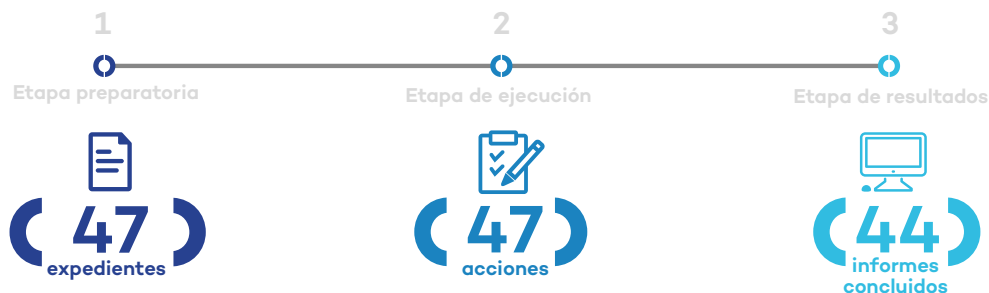 1
2
3
Etapa preparatoria
Etapa de ejecución
Etapa de resultados
47
expedientes
47
acciones
44
informes
concluidos